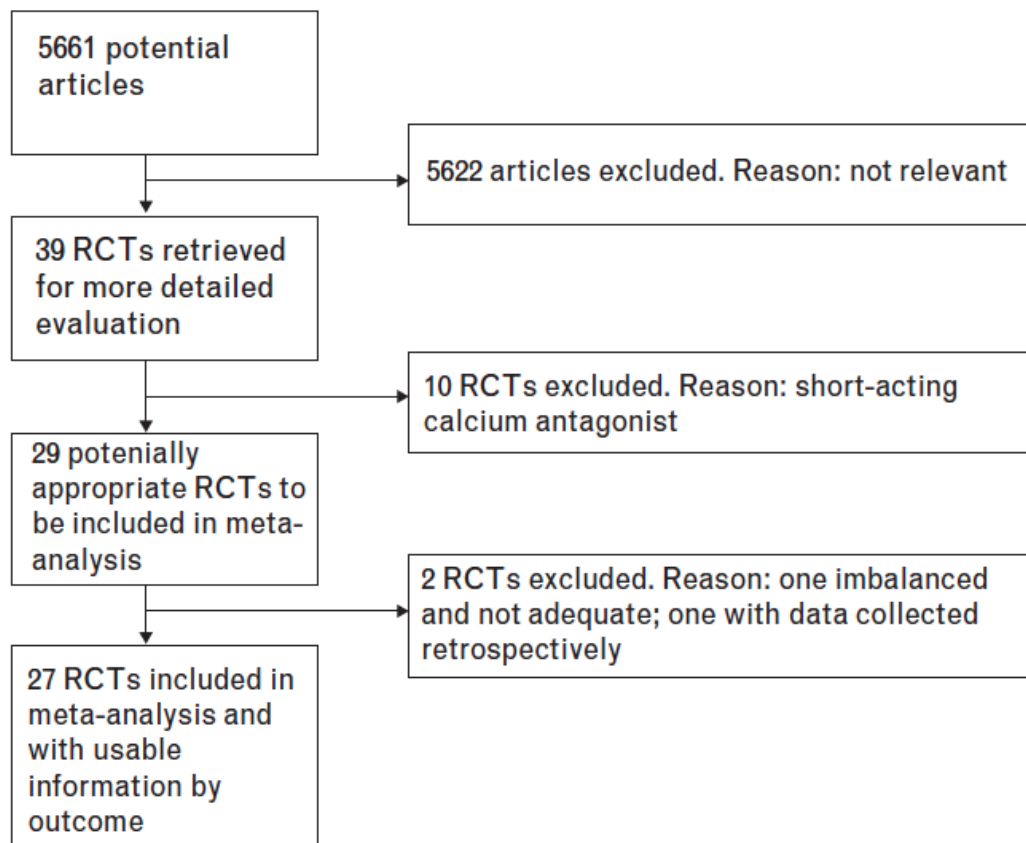 5661 potential
articles
5622 articles excluded. Reason: not relevant
39 RCTs retrieved
for more detailed
evaluation
10 RCTs excluded. Reason: short-acting
calcium antagonist
29 potenially
appropriate RCTs to
be included in meta-
analysis
2 RCTs excluded. Reason: one imbalanced
and not adequate; one with data collected
retrospectively
27 RCTs included in
meta-analysis and
with usable
information by
outcome